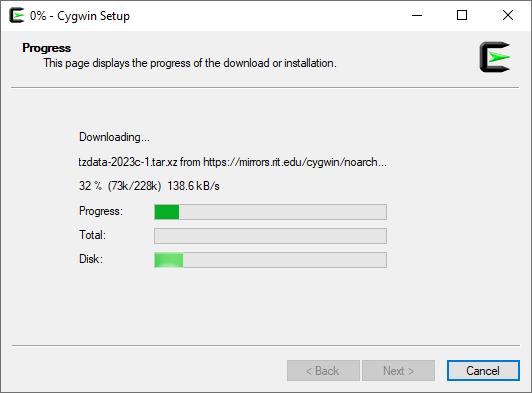 0% - Cygwin Setup
Progress
This page displays the progress of the download or installation.
Downloading...
tzdata-2023c-1.tar.xz from https://mirrors.rit.edu/cygwin/noarch...
32 % (73k/228k) 138.6 kB/s
Progress:
Total:
Disk:
< Back
Next >
Cancel